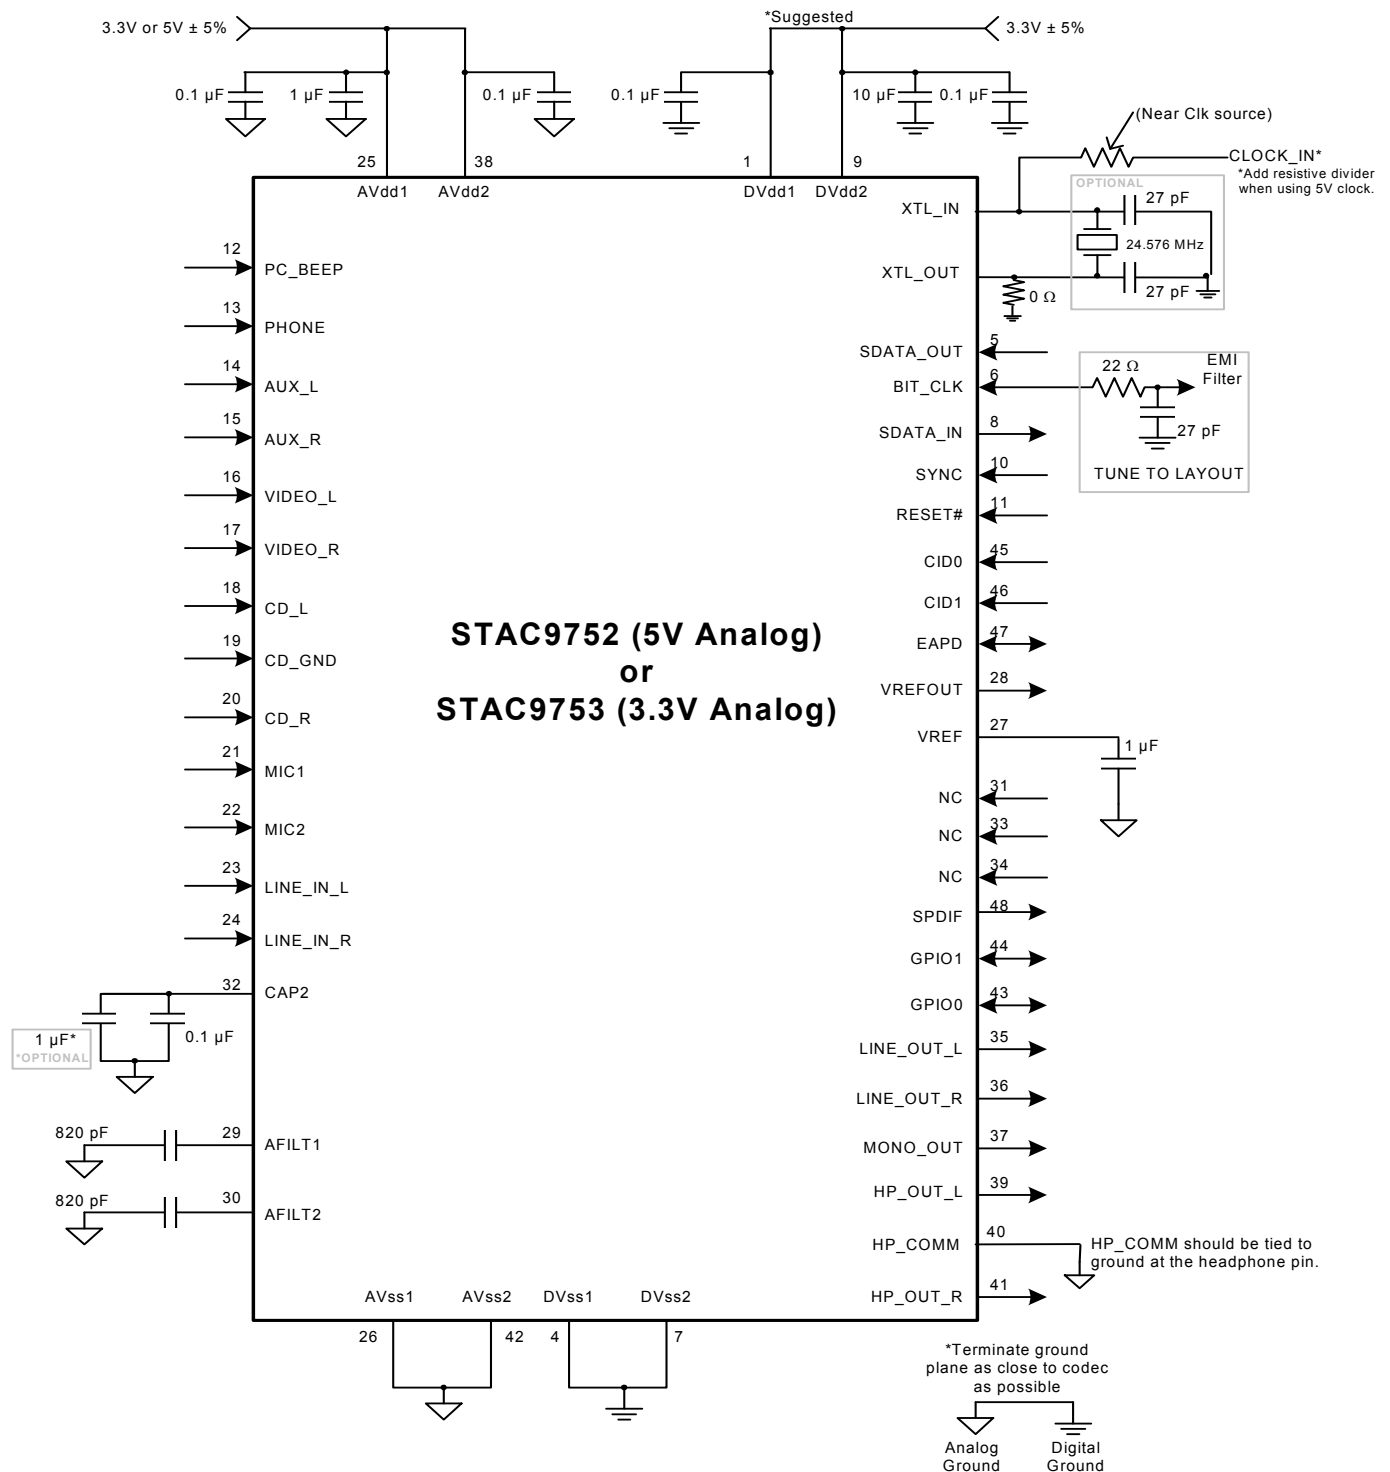 *Suggested
3.3V or 5V ± 5%
3.3V ± 5%
0.1 µF
1 µF
0.1 µF
0.1 µF
10 µF
0.1 µF
(Near Clk source)
25
38
1
9
CLOCK_IN*
*Add resistive divider
when using 5V clock.
AVdd1
AVdd2
DVdd1
DVdd2
OPTIONAL
XTL_IN
27 pF
24.576 MHz
XTL_OUT
27 pF
0 Ω
12
PC_BEEP
13
PHONE
14
AUX_L
15
AUX_R
16
VIDEO_L
17
VIDEO_R
18
CD_L
19
CD_GND
20
CD_R
21
MIC1
22
MIC2
23
LINE_IN_L
24
LINE_IN_R
32
CAP2
1 µF*
*OPTIONAL
0.1 µF
820 pF
29
AFILT1
820 pF
30
AFILT2
STAC9752 (5V Analog)
or
STAC9753 (3.3V Analog)
SDATA_OUT
5
BIT_CLK
6
22 Ω
EMI
Filter
27 pF
TUNE TO LAYOUT
SDATA_IN
8
SYNC
10
RESET#
11
CID0
45
CID1
46
EAPD
47
VREFOUT
28
VREF
27
1 µF
NC
31
NC
33
NC
34
SPDIF
48
GPIO1
44
GPIO0
43
LINE_OUT_L
35
LINE_OUT_R
36
MONO_OUT
37
HP_OUT_L
39
HP_COMM
40
HP_COMM should be tied to
ground at the headphone pin.
HP_OUT_R
41
AVss1
AVss2
DVss1
DVss2
26
42
4
7
*Terminate ground
plane as close to codec
as possible
Analog
Ground
Digital
Ground